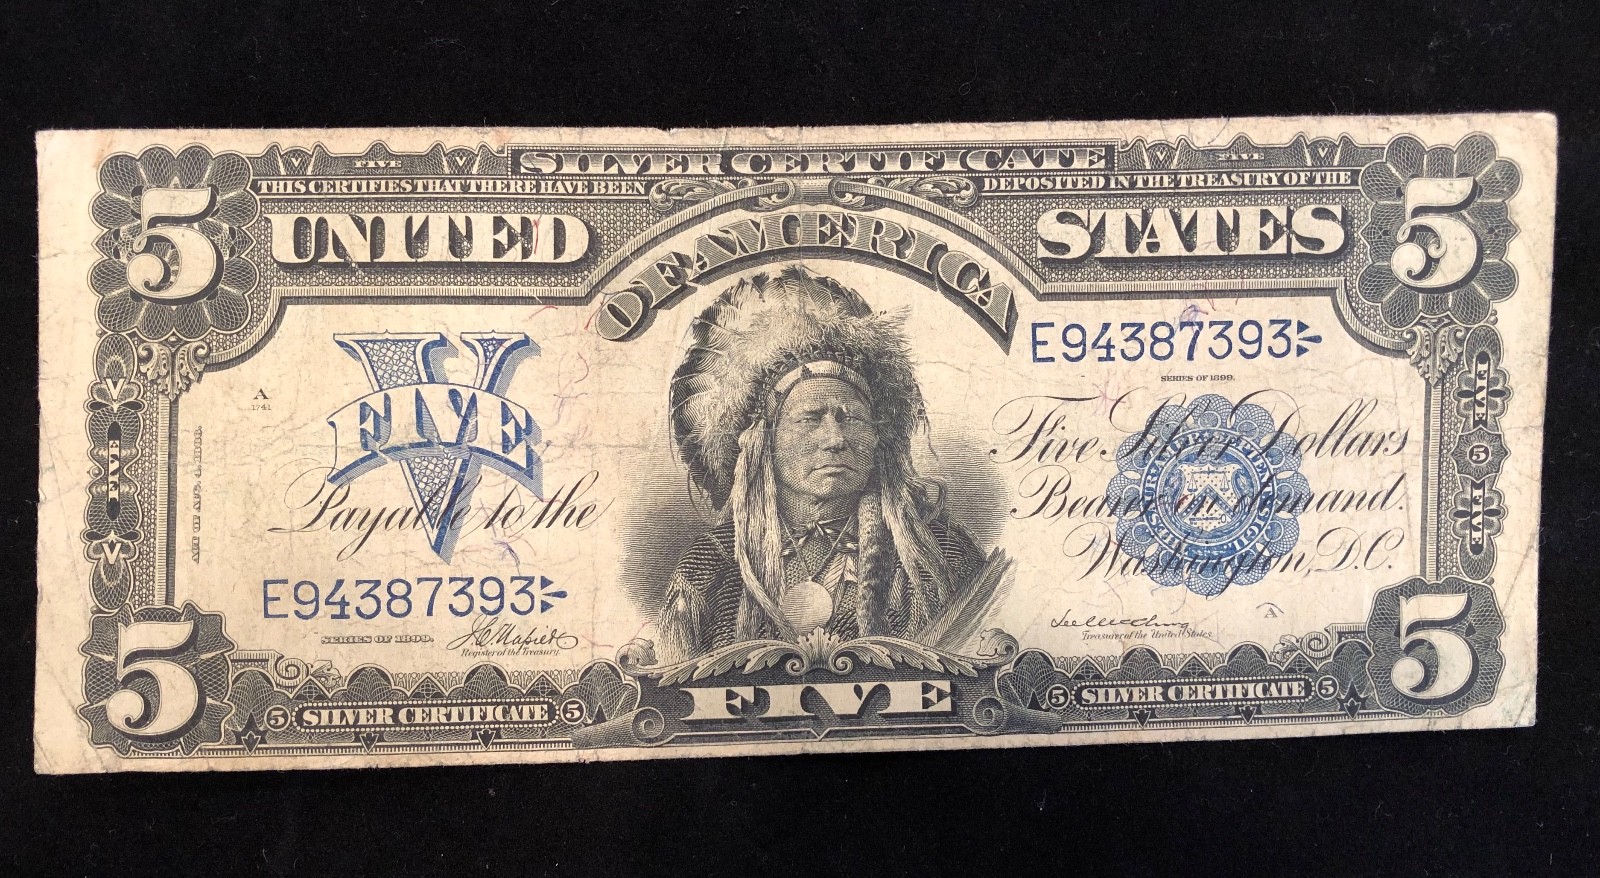 V FIVE V
SILVER CERTIFICATE
V FIVE V
THIS CERTIFIES THAT THERE HAVE BEEN
DEPOSITED IN THE TREASURY OF THE
5
UNITED
STATES
5
OF AMERICA
E94387393
SERIES OF 1899.
A
1741
V
FIVE
Payable to the
Five Silver Dollars
Bearer on demand.
Washington, D.C.
V
FIVE
V
FIVE
5
FIVE
E94387393
SERIES OF 1899.
Register of the Treasury.
Treasurer of the United States.
A
5
5 SILVER CERTIFICATE 5
FIVE
5 SILVER CERTIFICATE 5
5